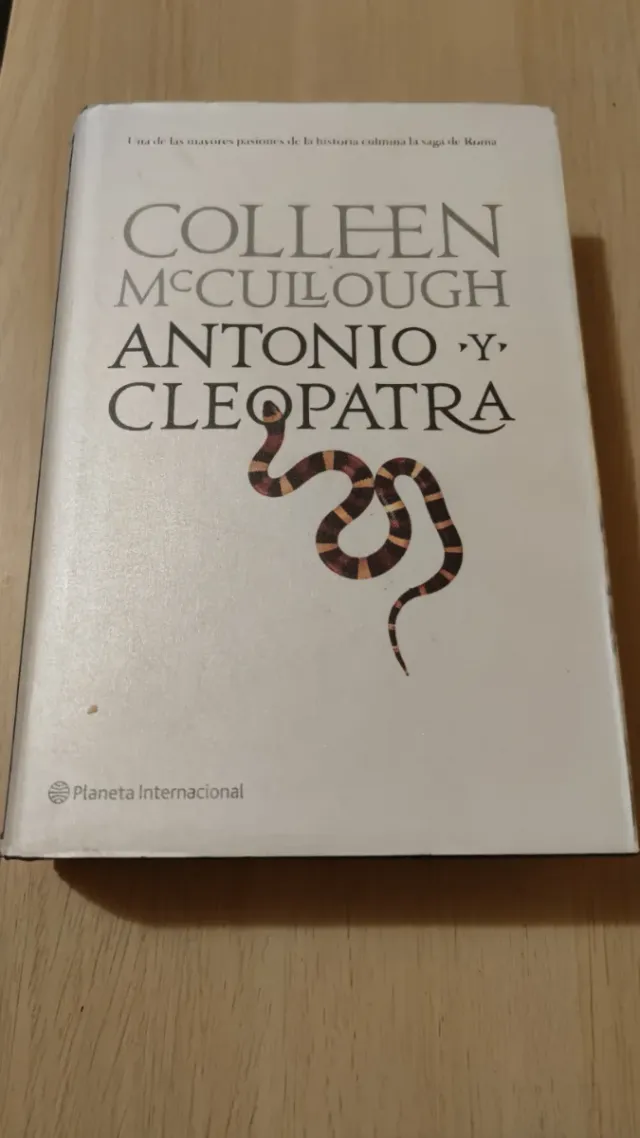 Una de las mayores pasiones de la historia culmina la saga de Roma
COLLEEN
McCULLOUGH
ANTONIO Y
CLEOPATRA
Planeta Internacional